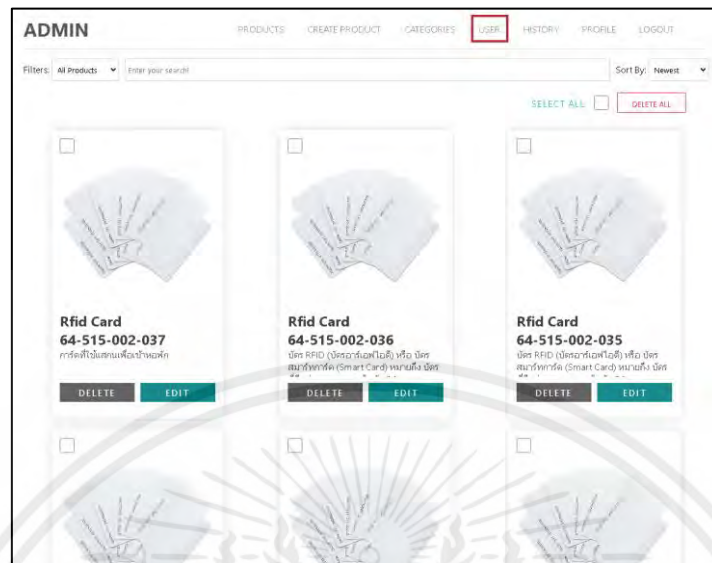 ADMIN
PRODUCTS CREATE PRODUCT CATEGORIES USER HISTORY PROFILE LOGOUT
Filters: All Products Enter your search! Sort By: Newest
SELECT ALL DELETE ALL
Rfid Card
64-515-002-037
การ์ดที่ใช้แสกนเพื่อเข้าหอพัก
DELETE EDIT
Rfid Card
64-515-002-036
บัตร RFID (บัตรอาร์เอฟไอดี) หรือ บัตร
สมาร์ทการ์ด (Smart Card) หมายถึง บัตร
DELETE EDIT
Rfid Card
64-515-002-035
บัตร RFID (บัตรอาร์เอฟไอดี) หรือ บัตร
สมาร์ทการ์ด (Smart Card) หมายถึง บัตร
DELETE EDIT